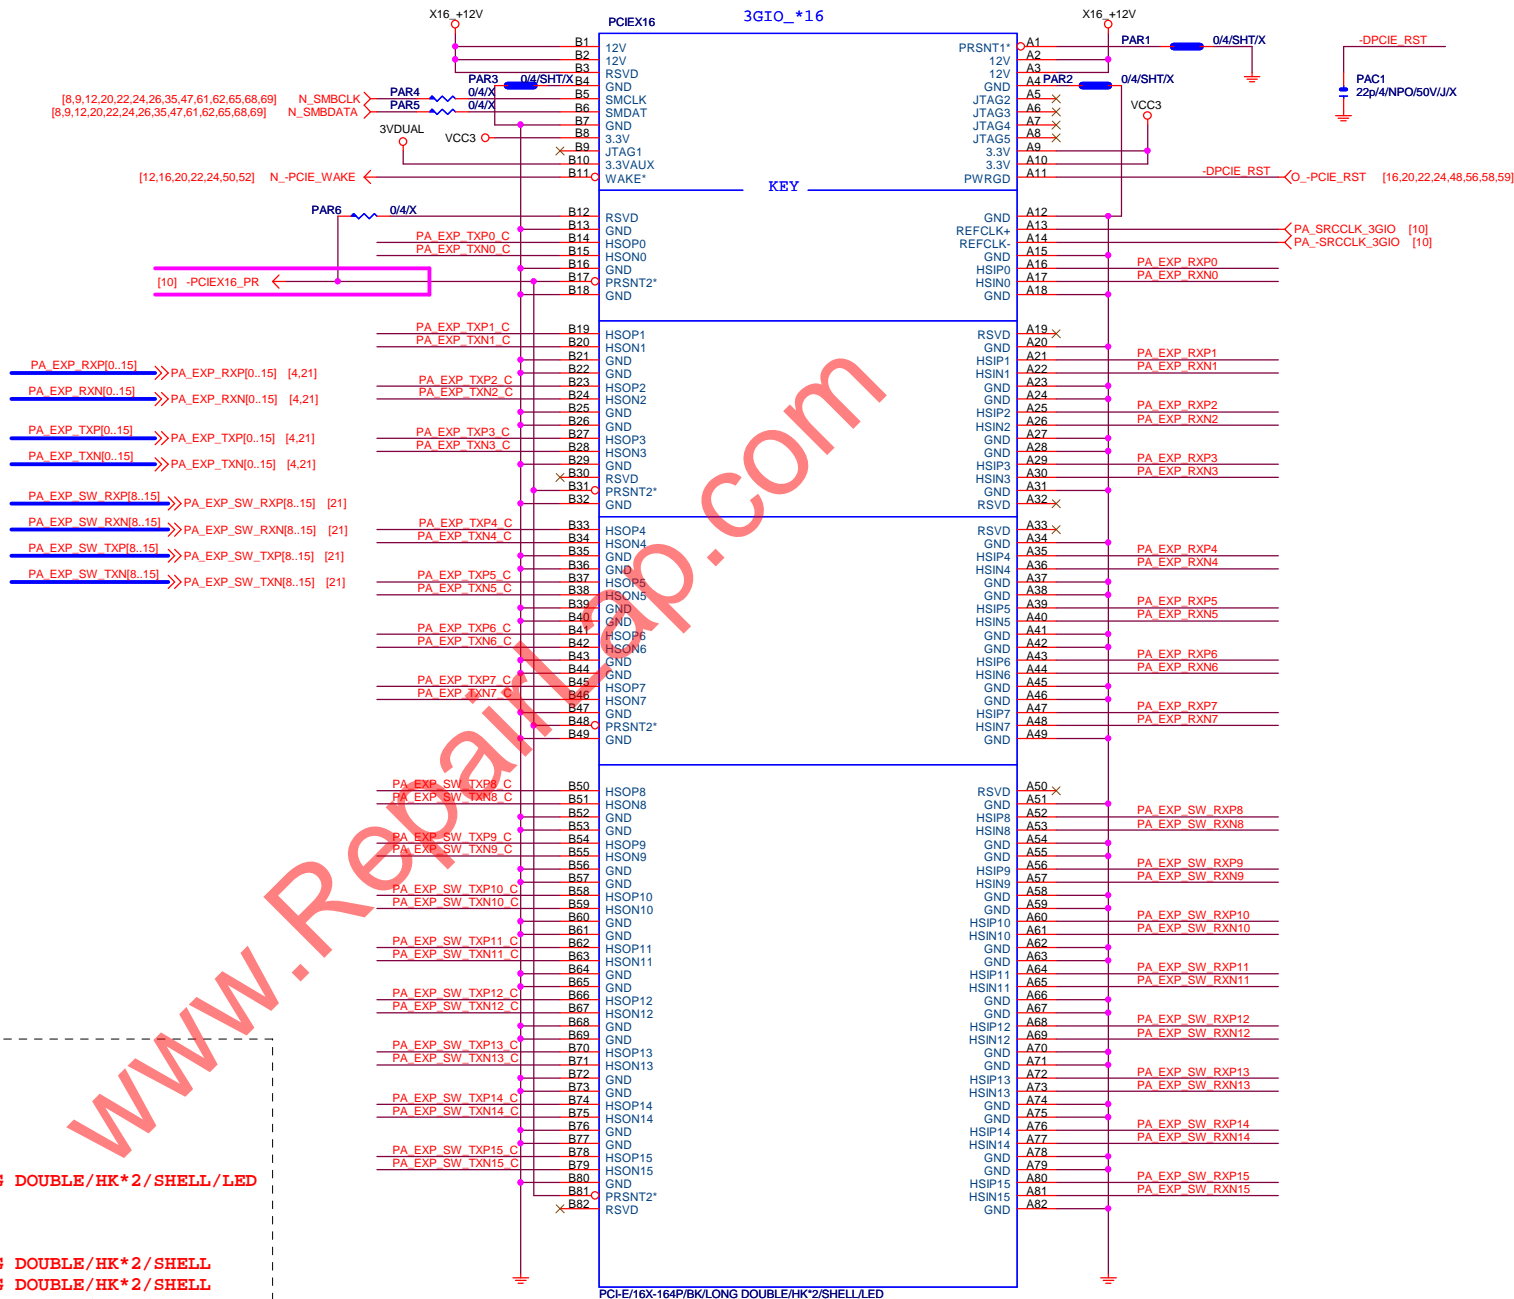 3GIO_*16
PCIEX16
X16_+12V
X16_+12V
B1 12V
B2 12V
B3 RSVD
B4 GND
B5 SMCLK
B6 SMDAT
B7 GND
B8 3.3V
B9 JTAG1
B10 3.3VAUX
B11 WAKE*
PRSNT1* A1
12V A2
12V A3
GND A4
JTAG2 A5
JTAG3 A6
JTAG4 A7
JTAG5 A8
3.3V A9
3.3V A10
PWRGD A11
PAR3 0/4/SHT/X
PAR4 0/4/X
PAR5 0/4/X
[8,9,12,20,22,24,26,35,47,61,62,65,68,69] N_SMBCLK
[8,9,12,20,22,24,26,35,47,61,62,65,68,69] N_SMBDATA
3VDUAL
VCC3
[12,16,20,22,24,50,52] N_-PCIE_WAKE
PAR1 0/4/SHT/X
PAR2 0/4/SHT/X
VCC3
-DPCIE_RST
PAC1
22p/4/NPO/50V/J/X
-DPCIE_RST O_-PCIE_RST [16,20,22,24,48,56,58,59]
KEY
PAR6 0/4/X
B12 RSVD
B13 GND
PA_EXP_TXP0_C B14 HSOP0
PA_EXP_TXN0_C B15 HSON0
B16 GND
[10] -PCIEX16_PR B17 PRSNT2*
B18 GND
GND A12
REFCLK+ A13 PA_SRCCLK_3GIO [10]
REFCLK- A14 PA_-SRCCLK_3GIO [10]
GND A15
HSIP0 A16 PA_EXP_RXP0
HSIN0 A17 PA_EXP_RXN0
GND A18
PA_EXP_TXP1_C B19 HSOP1
PA_EXP_TXN1_C B20 HSON1
B21 GND
B22 GND
PA_EXP_TXP2_C B23 HSOP2
PA_EXP_TXN2_C B24 HSON2
B25 GND
B26 GND
PA_EXP_TXP3_C B27 HSOP3
PA_EXP_TXN3_C B28 HSON3
B29 GND
B30 RSVD
B31 PRSNT2*
B32 GND
RSVD A19
GND A20
HSIP1 A21 PA_EXP_RXP1
HSIN1 A22 PA_EXP_RXN1
GND A23
GND A24
HSIP2 A25 PA_EXP_RXP2
HSIN2 A26 PA_EXP_RXN2
GND A27
GND A28
HSIP3 A29 PA_EXP_RXP3
HSIN3 A30 PA_EXP_RXN3
GND A31
RSVD A32
PA_EXP_RXP[0..15] PA_EXP_RXP[0..15] [4,21]
PA_EXP_RXN[0..15] PA_EXP_RXN[0..15] [4,21]
PA_EXP_TXP[0..15] PA_EXP_TXP[0..15] [4,21]
PA_EXP_TXN[0..15] PA_EXP_TXN[0..15] [4,21]
PA_EXP_SW_RXP[8..15] PA_EXP_SW_RXP[8..15] [21]
PA_EXP_SW_RXN[8..15] PA_EXP_SW_RXN[8..15] [21]
PA_EXP_SW_TXP[8..15] PA_EXP_SW_TXP[8..15] [21]
PA_EXP_SW_TXN[8..15] PA_EXP_SW_TXN[8..15] [21]
PA_EXP_TXP4_C B33 HSOP4
PA_EXP_TXN4_C B34 HSON4
B35 GND
B36 GND
PA_EXP_TXP5_C B37 HSOP5
PA_EXP_TXN5_C B38 HSON5
B39 GND
B40 GND
PA_EXP_TXP6_C B41 HSOP6
PA_EXP_TXN6_C B42 HSON6
B43 GND
B44 GND
PA_EXP_TXP7_C B45 HSOP7
PA_EXP_TXN7_C B46 HSON7
B47 GND
B48 PRSNT2*
B49 GND
RSVD A33
GND A34
HSIP4 A35 PA_EXP_RXP4
HSIN4 A36 PA_EXP_RXN4
GND A37
GND A38
HSIP5 A39 PA_EXP_RXP5
HSIN5 A40 PA_EXP_RXN5
GND A41
GND A42
HSIP6 A43 PA_EXP_RXP6
HSIN6 A44 PA_EXP_RXN6
GND A45
GND A46
HSIP7 A47 PA_EXP_RXP7
HSIN7 A48 PA_EXP_RXN7
GND A49
PA_EXP_SW_TXP8_C B50 HSOP8
PA_EXP_SW_TXN8_C B51 HSON8
B52 GND
B53 GND
PA_EXP_SW_TXP9_C B54 HSOP9
PA_EXP_SW_TXN9_C B55 HSON9
B56 GND
B57 GND
PA_EXP_SW_TXP10_C B58 HSOP10
PA_EXP_SW_TXN10_C B59 HSON10
B60 GND
B61 GND
PA_EXP_SW_TXP11_C B62 HSOP11
PA_EXP_SW_TXN11_C B63 HSON11
B64 GND
B65 GND
PA_EXP_SW_TXP12_C B66 HSOP12
PA_EXP_SW_TXN12_C B67 HSON12
B68 GND
B69 GND
PA_EXP_SW_TXP13_C B70 HSOP13
PA_EXP_SW_TXN13_C B71 HSON13
B72 GND
B73 GND
PA_EXP_SW_TXP14_C B74 HSOP14
PA_EXP_SW_TXN14_C B75 HSON14
B76 GND
B77 GND
PA_EXP_SW_TXP15_C B78 HSOP15
PA_EXP_SW_TXN15_C B79 HSON15
B80 GND
B81 PRSNT2*
B82 RSVD
RSVD A50
GND A51
HSIP8 A52 PA_EXP_SW_RXP8
HSIN8 A53 PA_EXP_SW_RXN8
GND A54
GND A55
HSIP9 A56 PA_EXP_SW_RXP9
HSIN9 A57 PA_EXP_SW_RXN9
GND A58
GND A59
HSIP10 A60 PA_EXP_SW_RXP10
HSIN10 A61 PA_EXP_SW_RXN10
GND A62
GND A63
HSIP11 A64 PA_EXP_SW_RXP11
HSIN11 A65 PA_EXP_SW_RXN11
GND A66
GND A67
HSIP12 A68 PA_EXP_SW_RXP12
HSIN12 A69 PA_EXP_SW_RXN12
GND A70
GND A71
HSIP13 A72 PA_EXP_SW_RXP13
HSIN13 A73 PA_EXP_SW_RXN13
GND A74
GND A75
HSIP14 A76 PA_EXP_SW_RXP14
HSIN14 A77 PA_EXP_SW_RXN14
GND A78
GND A79
HSIP15 A80 PA_EXP_SW_RXP15
HSIN15 A81 PA_EXP_SW_RXN15
GND A82
PCI-E/16X-164P/BK/LONG DOUBLE/HK*2/SHELL/LED
DOUBLE/HK*2/SHELL/LED
DOUBLE/HK*2/SHELL
DOUBLE/HK*2/SHELL
www.RepairLap.com